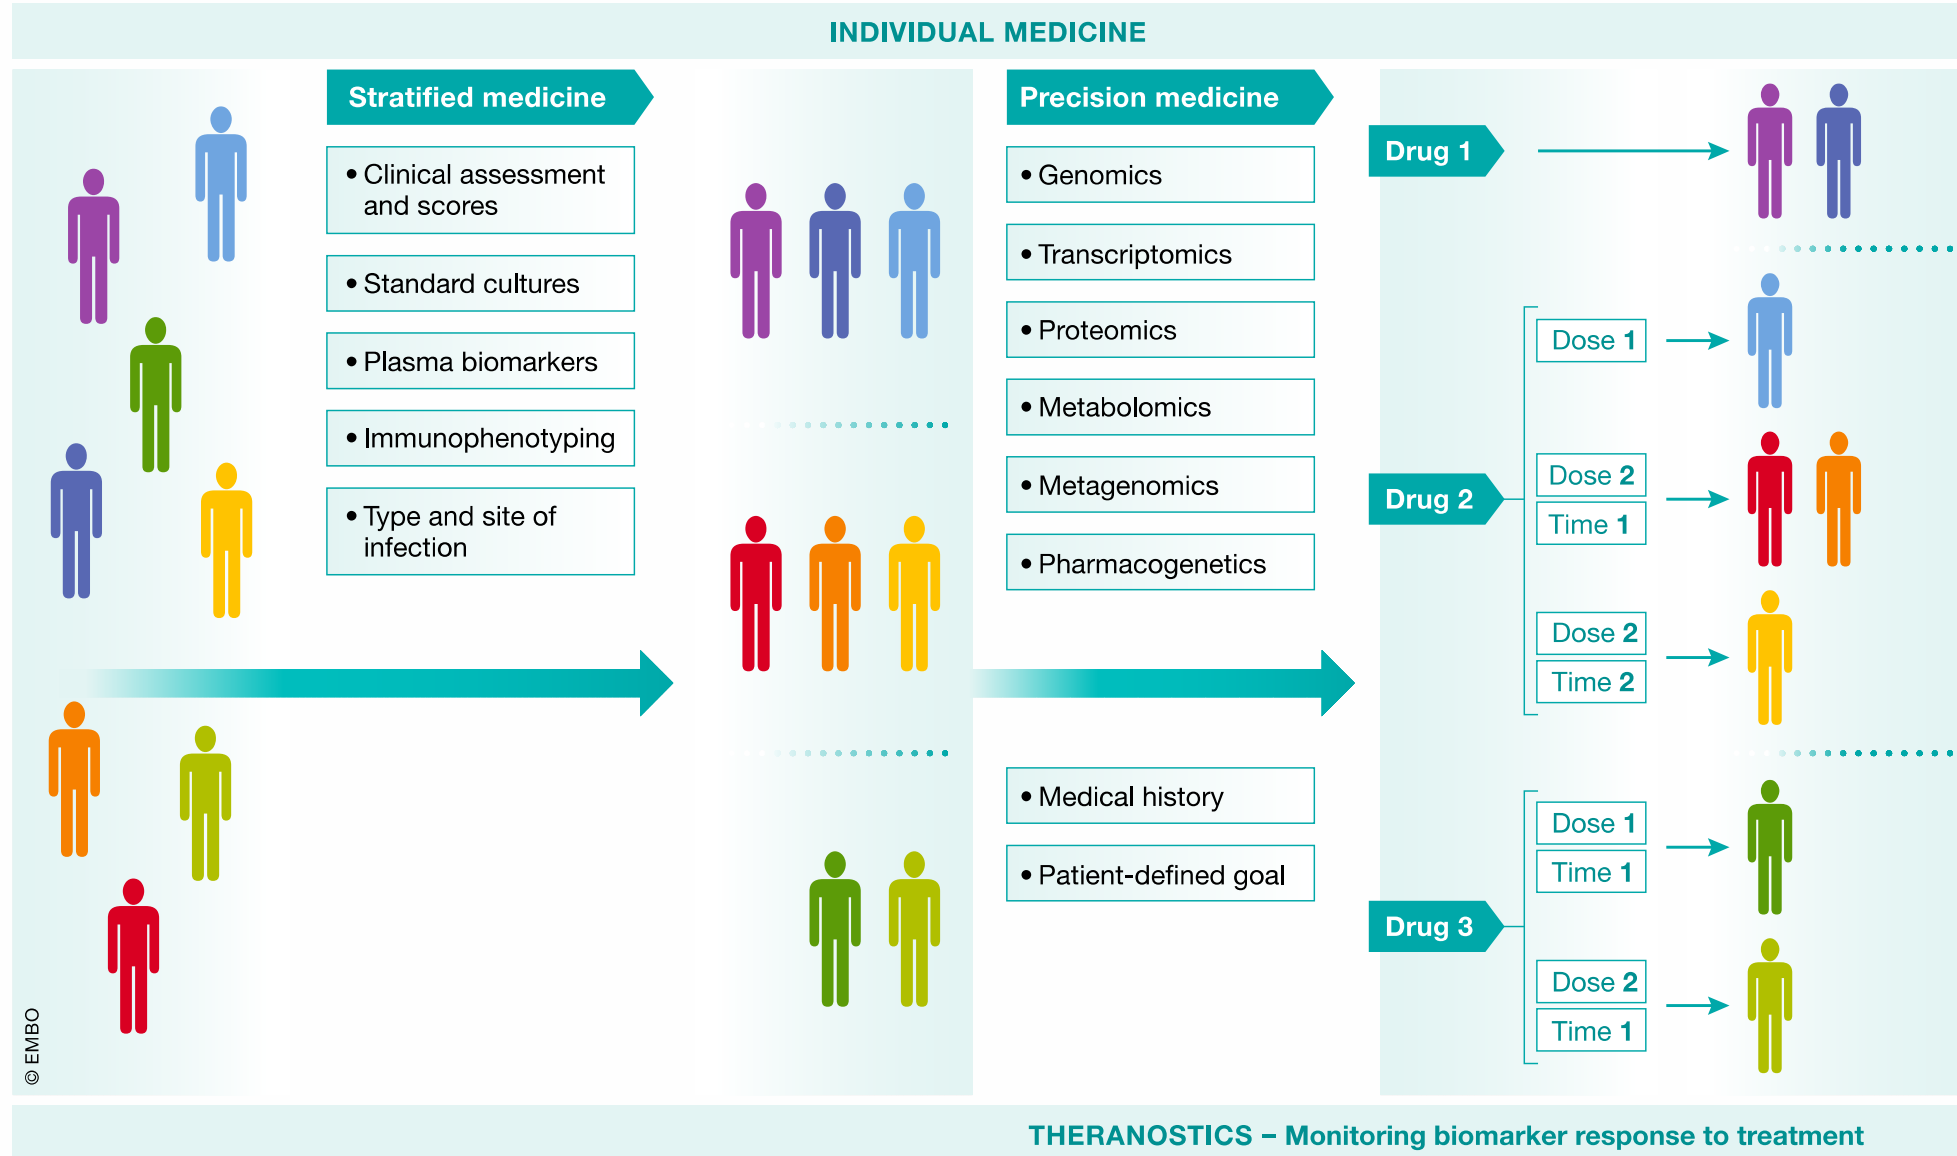 INDIVIDUAL MEDICINE
Stratified medicine
• Clinical assessment
and scores
• Standard cultures
• Plasma biomarkers
• Immunophenotyping
• Type and site of
infection
Precision medicine
• Genomics
• Transcriptomics
• Proteomics
• Metabolomics
• Metagenomics
• Pharmacogenetics
• Medical history
• Patient-defined goal
Drug 1
Drug 2
Dose 1
Dose 2
Time 1
Dose 2
Time 2
Drug 3
Dose 1
Time 1
Dose 2
Time 1
© EMBO
THERANOSTICS – Monitoring biomarker response to treatment